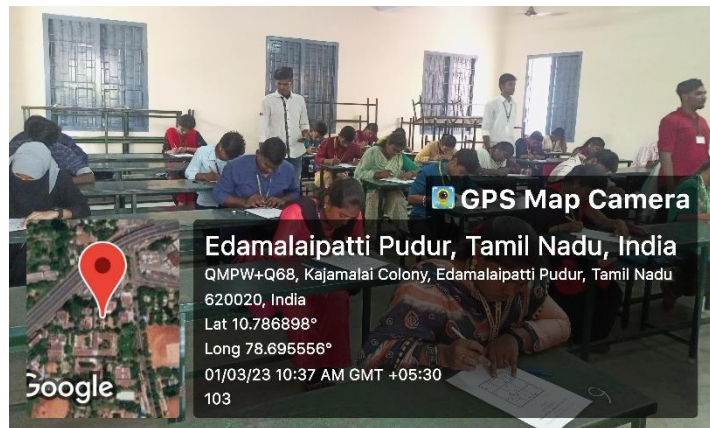 GPS Map Camera
Edamalaipatti Pudur, Tamil Nadu, India
QMPW+Q68, Kajamalai Colony, Edamalaipatti Pudur, Tamil Nadu
620020, India
Lat 10.786898°
Long 78.695556°
01/03/23 10:37 AM GMT +05:30
103
Google